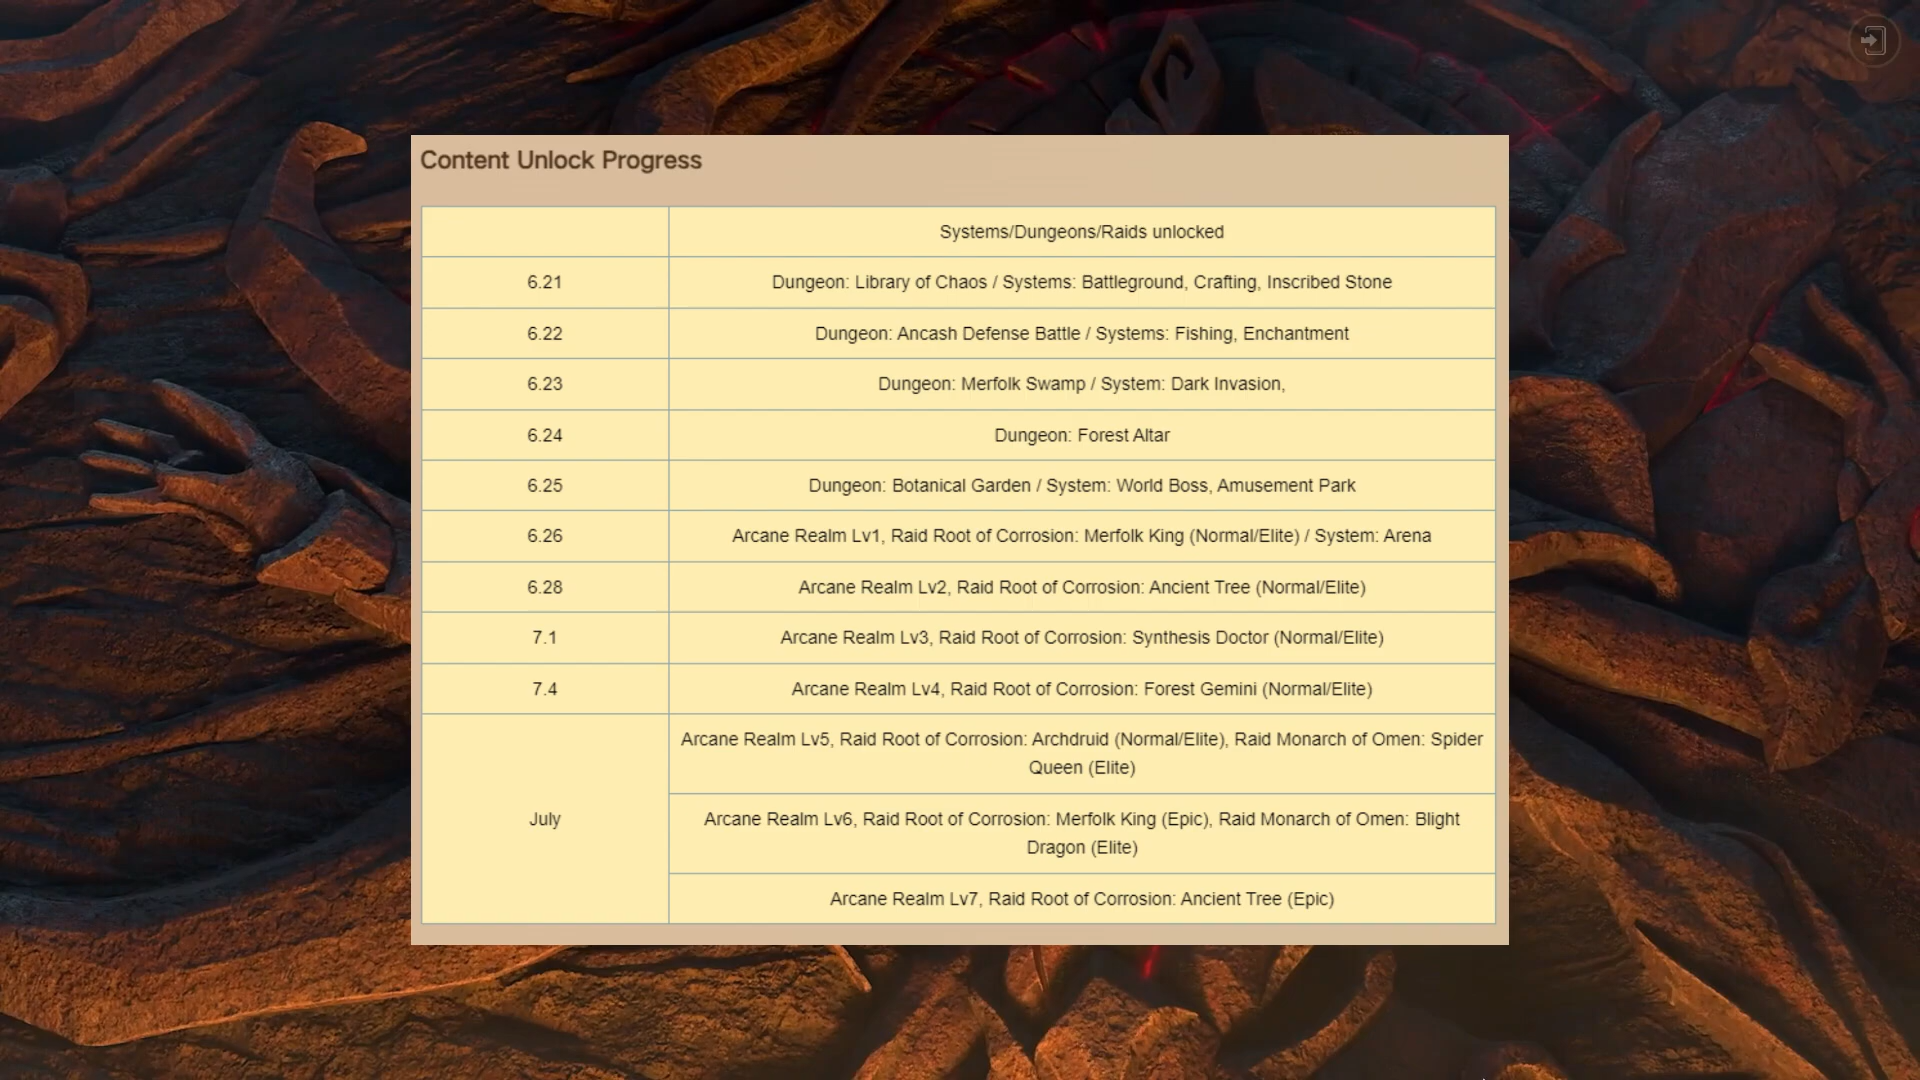 Content Unlock Progress
Systems/Dungeons/Raids unlocked
6.21 Dungeon: Library of Chaos / Systems: Battleground, Crafting, Inscribed Stone
6.22 Dungeon: Ancash Defense Battle / Systems: Fishing, Enchantment
6.23 Dungeon: Merfolk Swamp / System: Dark Invasion,
6.24 Dungeon: Forest Altar
6.25 Dungeon: Botanical Garden / System: World Boss, Amusement Park
6.26 Arcane Realm Lv1, Raid Root of Corrosion: Merfolk King (Normal/Elite) / System: Arena
6.28 Arcane Realm Lv2, Raid Root of Corrosion: Ancient Tree (Normal/Elite)
7.1 Arcane Realm Lv3, Raid Root of Corrosion: Synthesis Doctor (Normal/Elite)
7.4 Arcane Realm Lv4, Raid Root of Corrosion: Forest Gemini (Normal/Elite)
July
Arcane Realm Lv5, Raid Root of Corrosion: Archdruid (Normal/Elite), Raid Monarch of Omen: Spider
Queen (Elite)
Arcane Realm Lv6, Raid Root of Corrosion: Merfolk King (Epic), Raid Monarch of Omen: Blight
Dragon (Elite)
Arcane Realm Lv7, Raid Root of Corrosion: Ancient Tree (Epic)